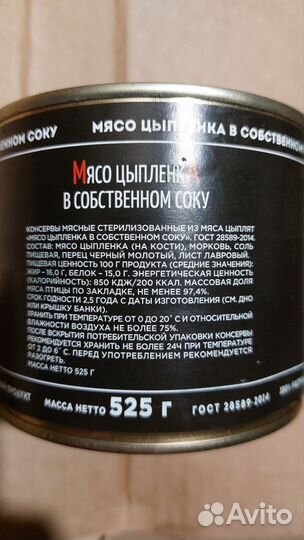 ВЕННОМ СОКУ
МЯСО ЦЫПЛЕНКА В СОБСТВЕННО
МЯСО ЦЫПЛЕНКА
В СОБСТВЕННОМ СОКУ
КОНСЕРВЫ МЯСНЫЕ СТЕРИЛИЗОВАННЫЕ ИЗ МЯСА ЦЫПЛЯТ
«МЯСО ЦЫПЛЕНКА В СОБСТВЕННОМ СОКУ». ГОСТ 28589-2014.
СОСТАВ: МЯСО ЦЫПЛЕНКА (НА КОСТИ), МОРКОВЬ, СОЛЬ
ПИЩЕВАЯ, ПЕРЕЦ ЧЕРНЫЙ МОЛОТЫЙ, ЛИСТ ЛАВРОВЫЙ.
ПИЩЕВАЯ ЦЕННОСТЬ 100 Г ПРОДУКТА (СРЕДНИЕ ЗНАЧЕНИЯ):
ЖИР – 16,0 Г, БЕЛОК – 15,0 Г. ЭНЕРГЕТИЧЕСКАЯ ЦЕННОСТЬ
(КАЛОРИЙНОСТЬ): 850 КДЖ/200 ККАЛ. МАССОВАЯ ДОЛЯ
МЯСА ПТИЦЫ ПО ЗАКЛАДКЕ, НЕ МЕНЕЕ 97,4%.
СРОК ГОДНОСТИ 2,5 ГОДА С ДАТЫ ИЗГОТОВЛЕНИЯ (СМ. ДНО
ИЛИ КРЫШКУ БАНКИ).
ХРАНИТЬ ПРИ ТЕМПЕРАТУРЕ ОТ 0 ДО 20° С И ОТНОСИТЕЛЬНОЙ
ВЛАЖНОСТИ ВОЗДУХА НЕ БОЛЕЕ 75%.
ПОСЛЕ ВСКРЫТИЯ ПОТРЕБИТЕЛЬСКОЙ УПАКОВКИ КОНСЕРВЫ
РЕКОМЕНДУЕТСЯ ХРАНИТЬ НЕ БОЛЕЕ 24Ч ПРИ ТЕМПЕРАТУРЕ
ОТ 2 ДО 6° С. ПЕРЕД УПОТРЕБЛЕНИЕМ РЕКОМЕНДУЕТСЯ
РАЗОГРЕТЬ.
МАССА НЕТТО 525 Г
ПРОДУКТ
МАССА НЕТТО 525 Г
ГОСТ 28589-2014
Avito